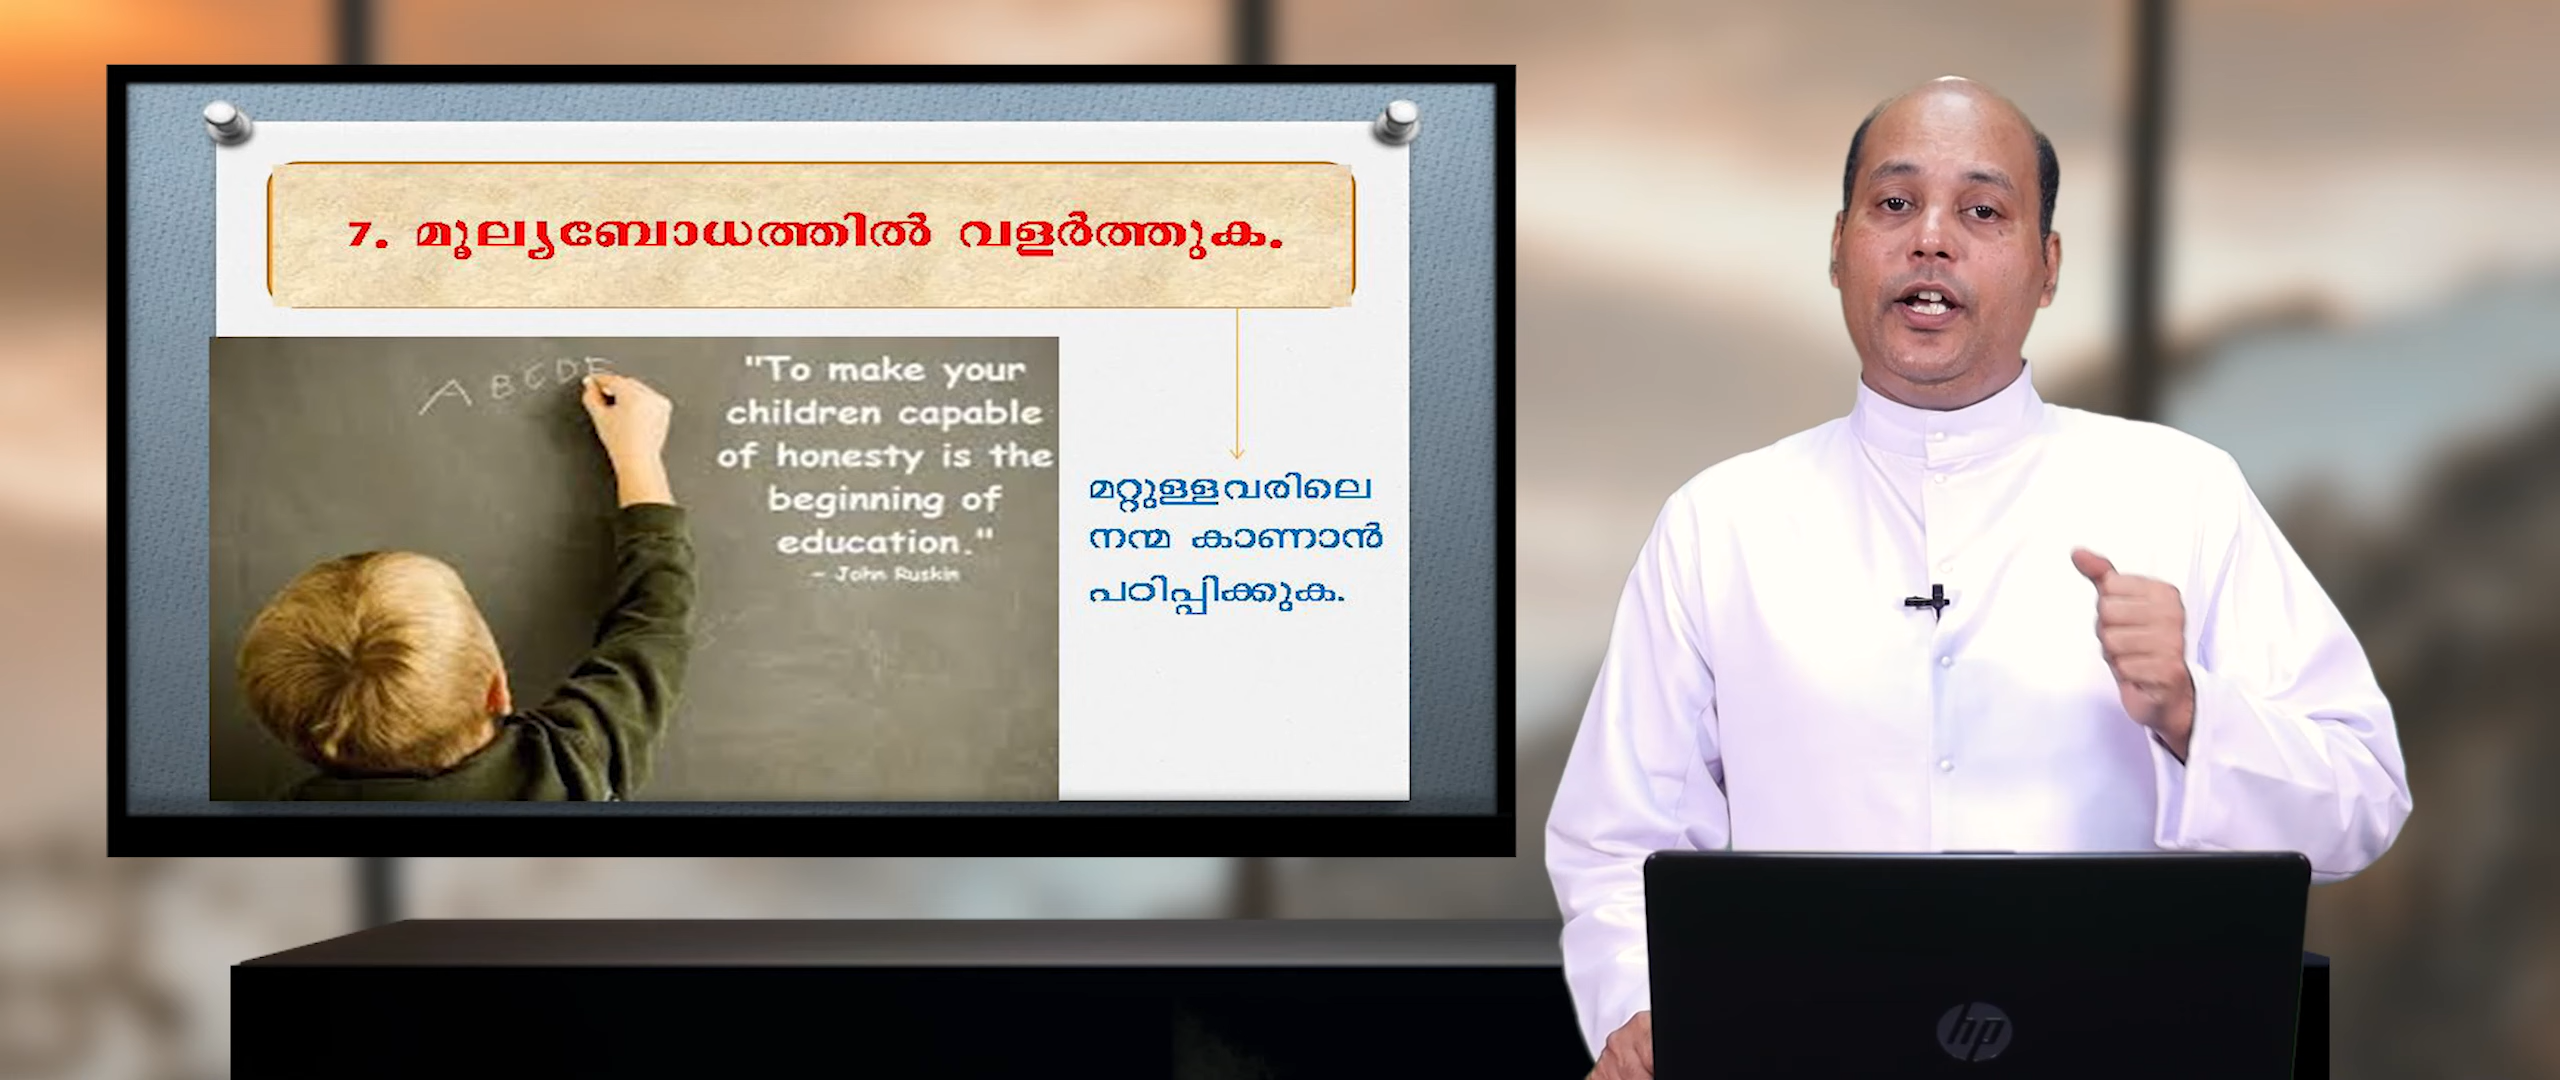 7. മൂല്യബോധത്തിൽ വളർത്തുക.
A B C D E
"To make your
children capable
of honesty is the
beginning of
education."
- John Ruskin
മറ്റുള്ളവരിലെ
നന്മ കാണാൻ
പഠിപ്പിക്കുക.
hp